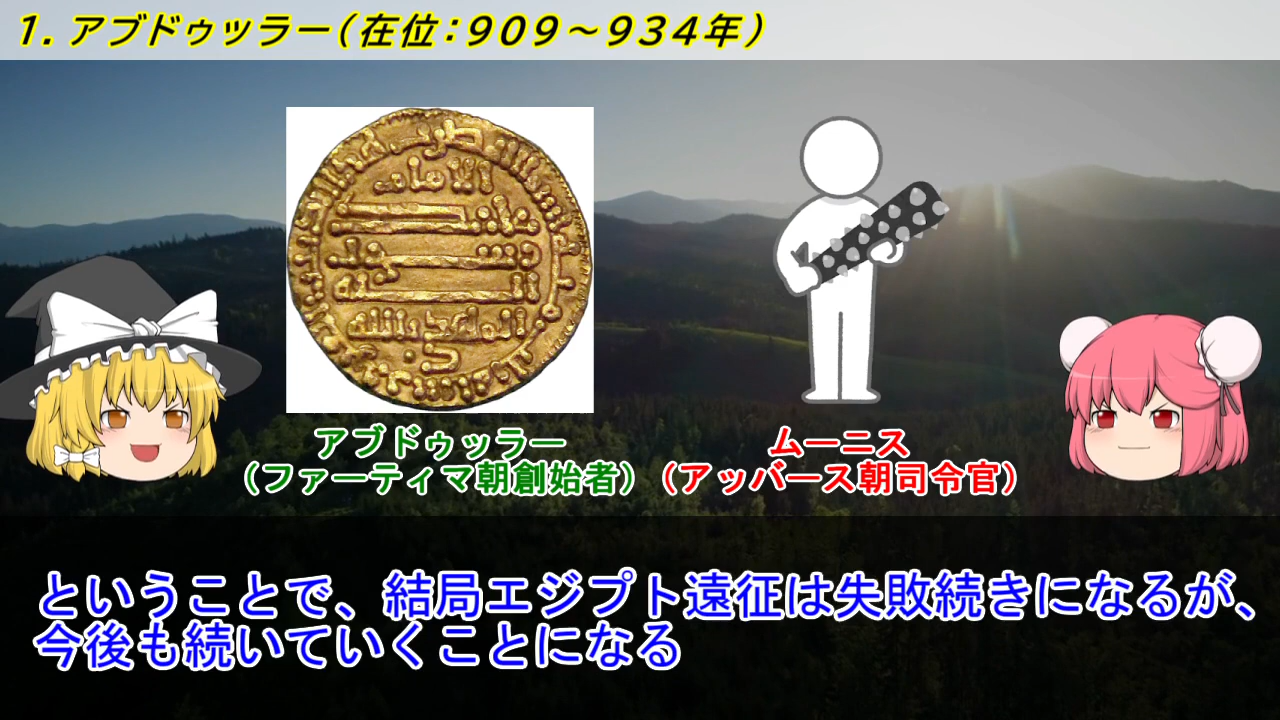 1．アブドゥッラー（在位：９０９～９３４年）
الامام
عبد الله
アブドゥッラー
（ファーティマ朝創始者）
ムーニス
（アッバース朝司令官）
ということで、結局エジプト遠征は失敗続きになるが、
今後も続いていくことになる